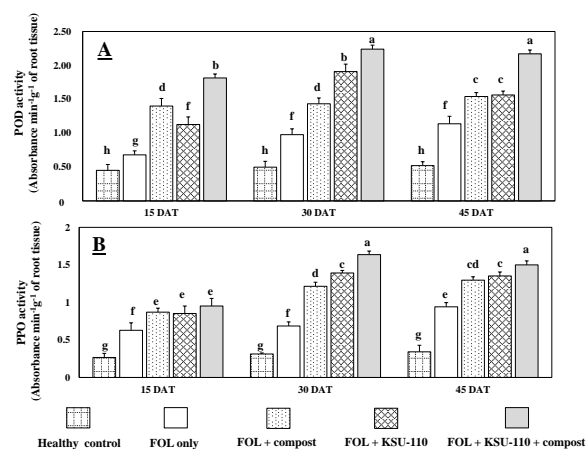 A
POD activity
(Absorbance min-1g-1 of root tissue)
2.50
2.00
1.50
1.00
0.50
0
h g d f b
h f d b a
h f c c a
15 DAT 30 DAT 45 DAT
B
PPO activity
(Absorbance min-1g-1 of root tissue)
2
1.5
1
0.5
0
g f e e e
g f d c a
g e cd c a
15 DAT 30 DAT 45 DAT
Healthy control FOL only FOL + compost FOL + KSU-110 FOL + KSU-110 + compost